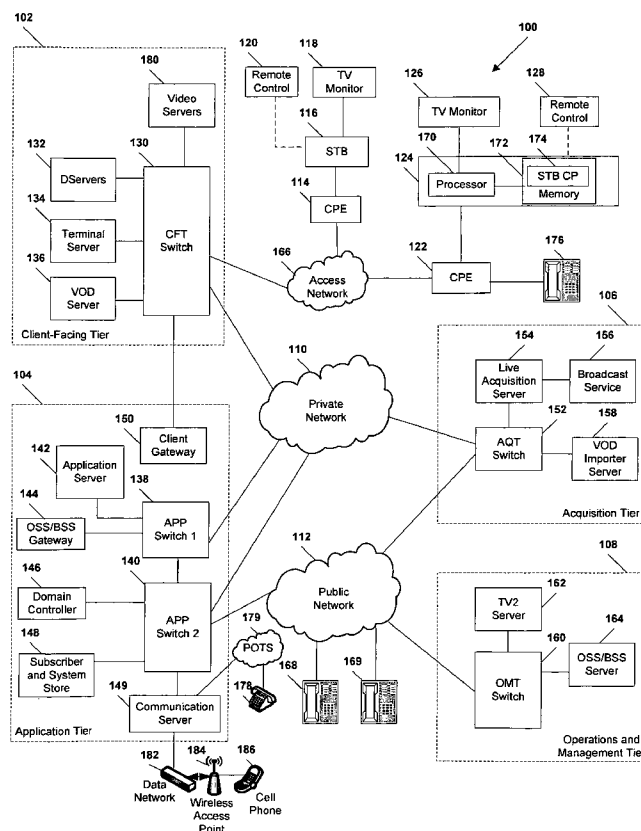 102
180
Video
Servers
132
DServers
130
134
Terminal
Server
136
VOD
Server
CFT
Switch
Client-Facing Tier
120
Remote
Control
118
TV
Monitor
116
STB
114
CPE
166
Access
Network
100
126
TV Monitor
128
Remote
Control
170
172
174
124
Processor
STB CP
Memory
122
CPE
176
106
154
Live
Acquisition
Server
156
Broadcast
Service
152
AQT
Switch
158
VOD
Importer
Server
Acquisition Tier
110
Private
Network
104
150
Client
Gateway
142
Application
Server
138
144
OSS/BSS
Gateway
APP
Switch 1
140
146
Domain
Controller
APP
Switch 2
148
Subscriber
and System
Store
149
Communication
Server
Application Tier
112
Public
Network
179
POTS
178
168
169
108
162
TV2
Server
160
164
OSS/BSS
Server
OMT
Switch
Operations and
Management Tier
182
184
186
Data
Network
Wireless
Access
Point
Cell
Phone